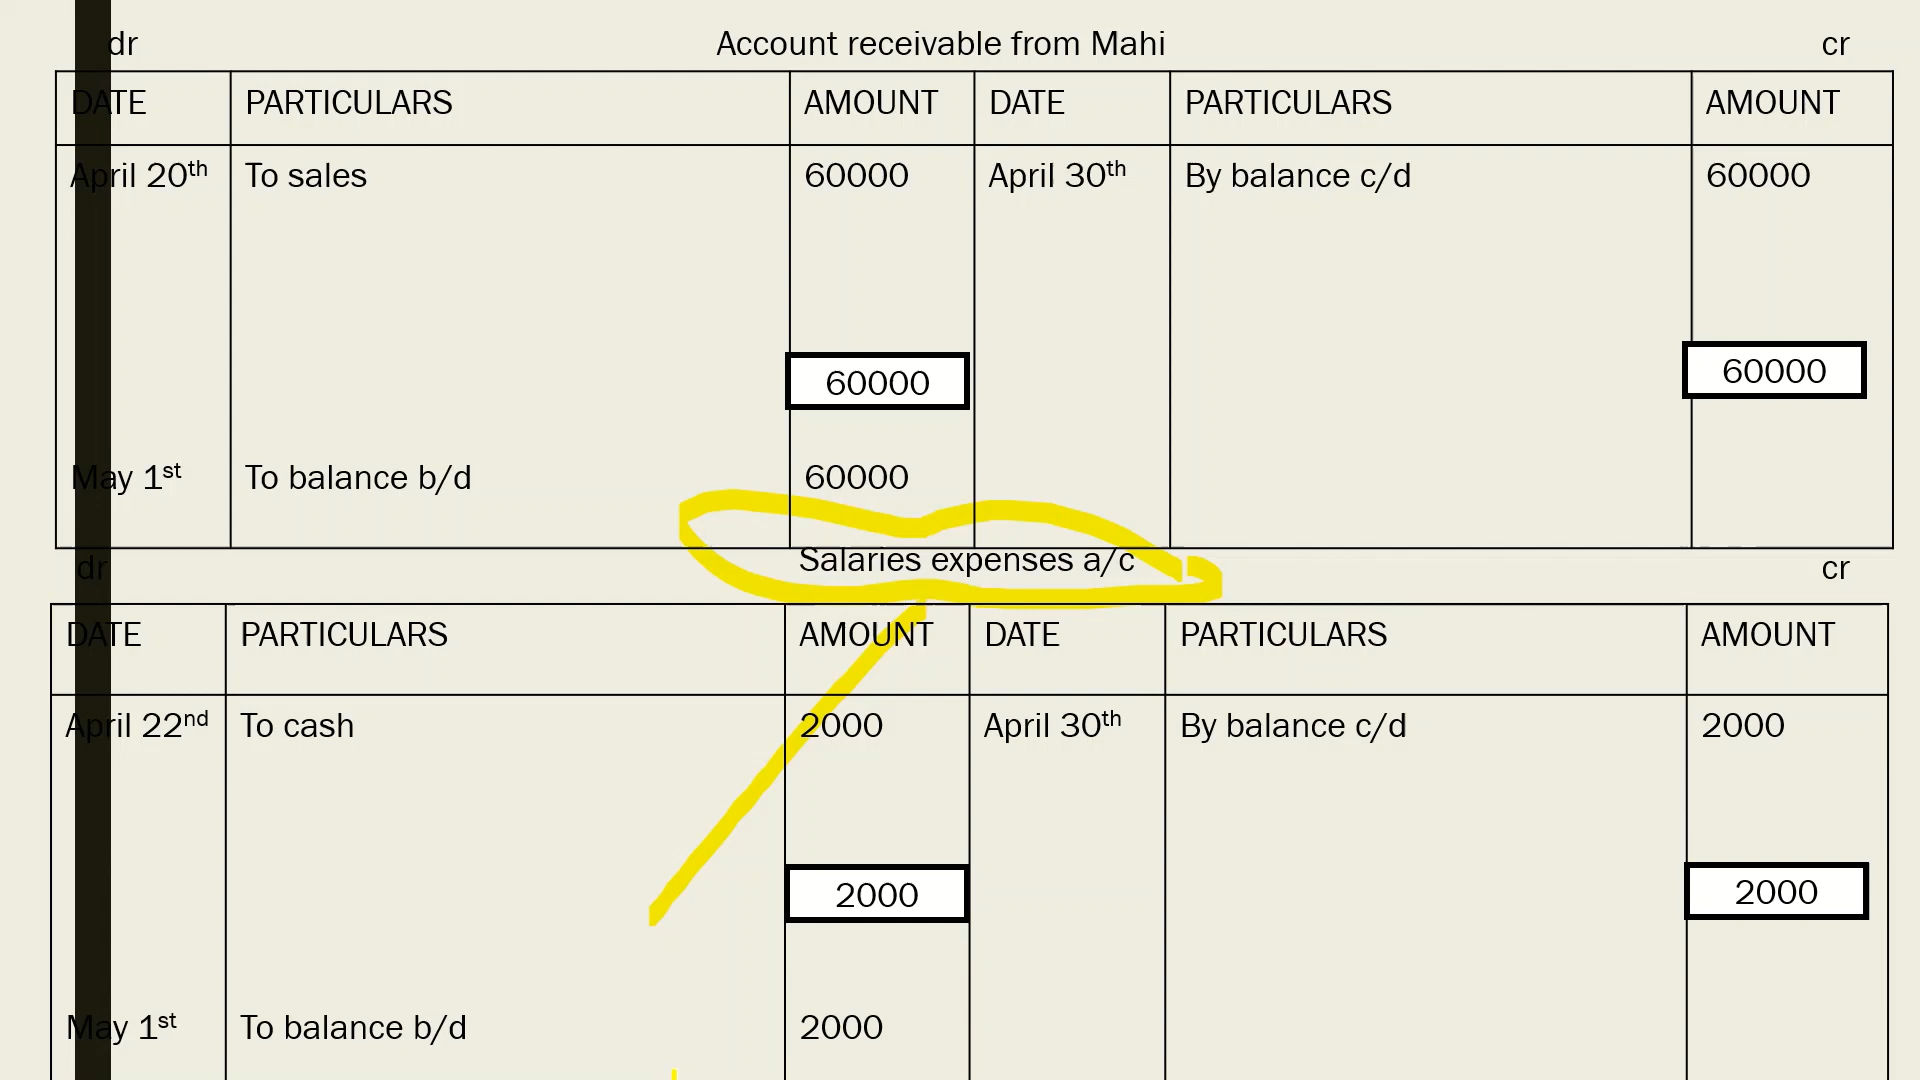 dr Account receivable from Mahi cr
DATE PARTICULARS AMOUNT DATE PARTICULARS AMOUNT
April 20th To sales 60000 April 30th By balance c/d 60000
60000 60000
May 1st To balance b/d 60000
dr Salaries expenses a/c cr
DATE PARTICULARS AMOUNT DATE PARTICULARS AMOUNT
April 22nd To cash 2000 April 30th By balance c/d 2000
2000 2000
May 1st To balance b/d 2000